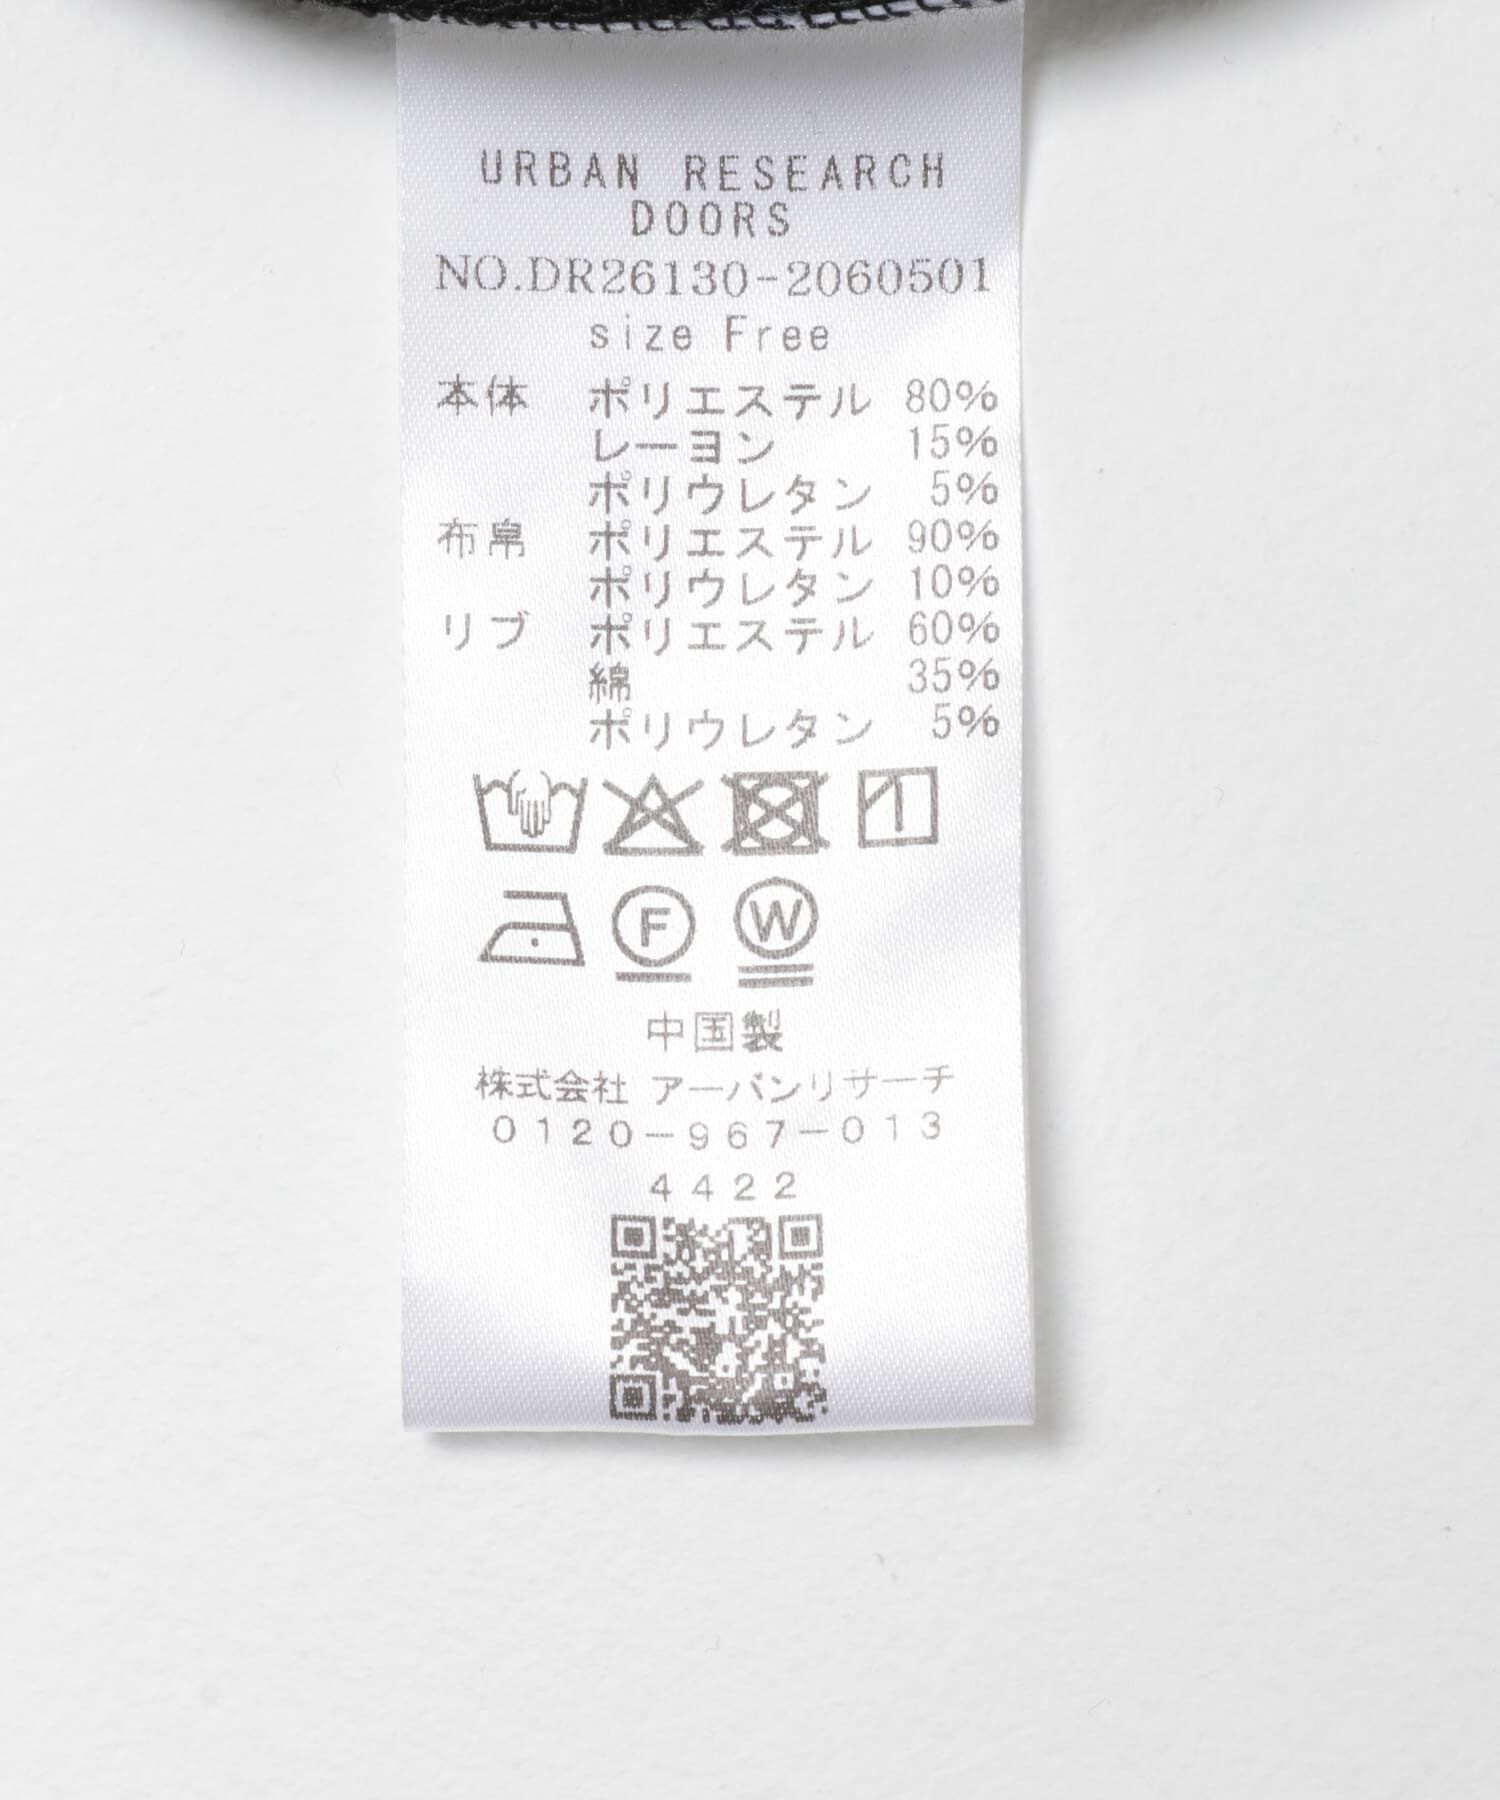 URBAN RESEARCH
DOORS
NO.DR26130-2060501
size Free
本体 ポリエステル 80%
レーヨン 15%
ポリウレタン 5%
布帛 ポリエステル 90%
ポリウレタン 10%
リブ ポリエステル 60%
綿 35%
ポリウレタン 5%
F W
中国製
株式会社 アーバンリサーチ
0120-967-013
4422